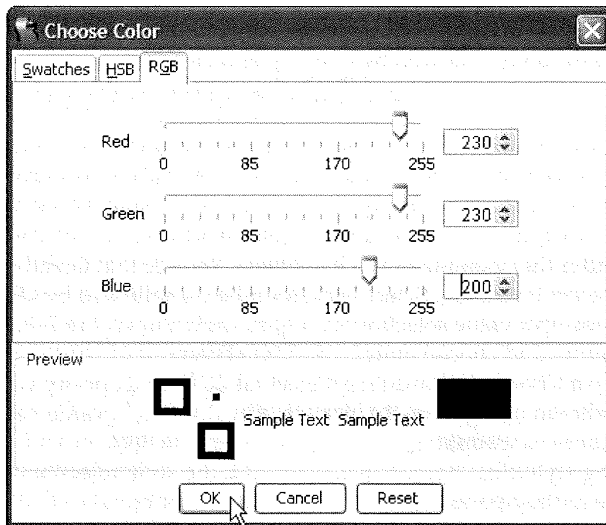 Choose Color
Swatches HSB RGB
Red 230
0 85 170 255
Green 230
0 85 170 255
Blue 200
0 85 170 255
Preview
Sample Text Sample Text
OK Cancel Reset